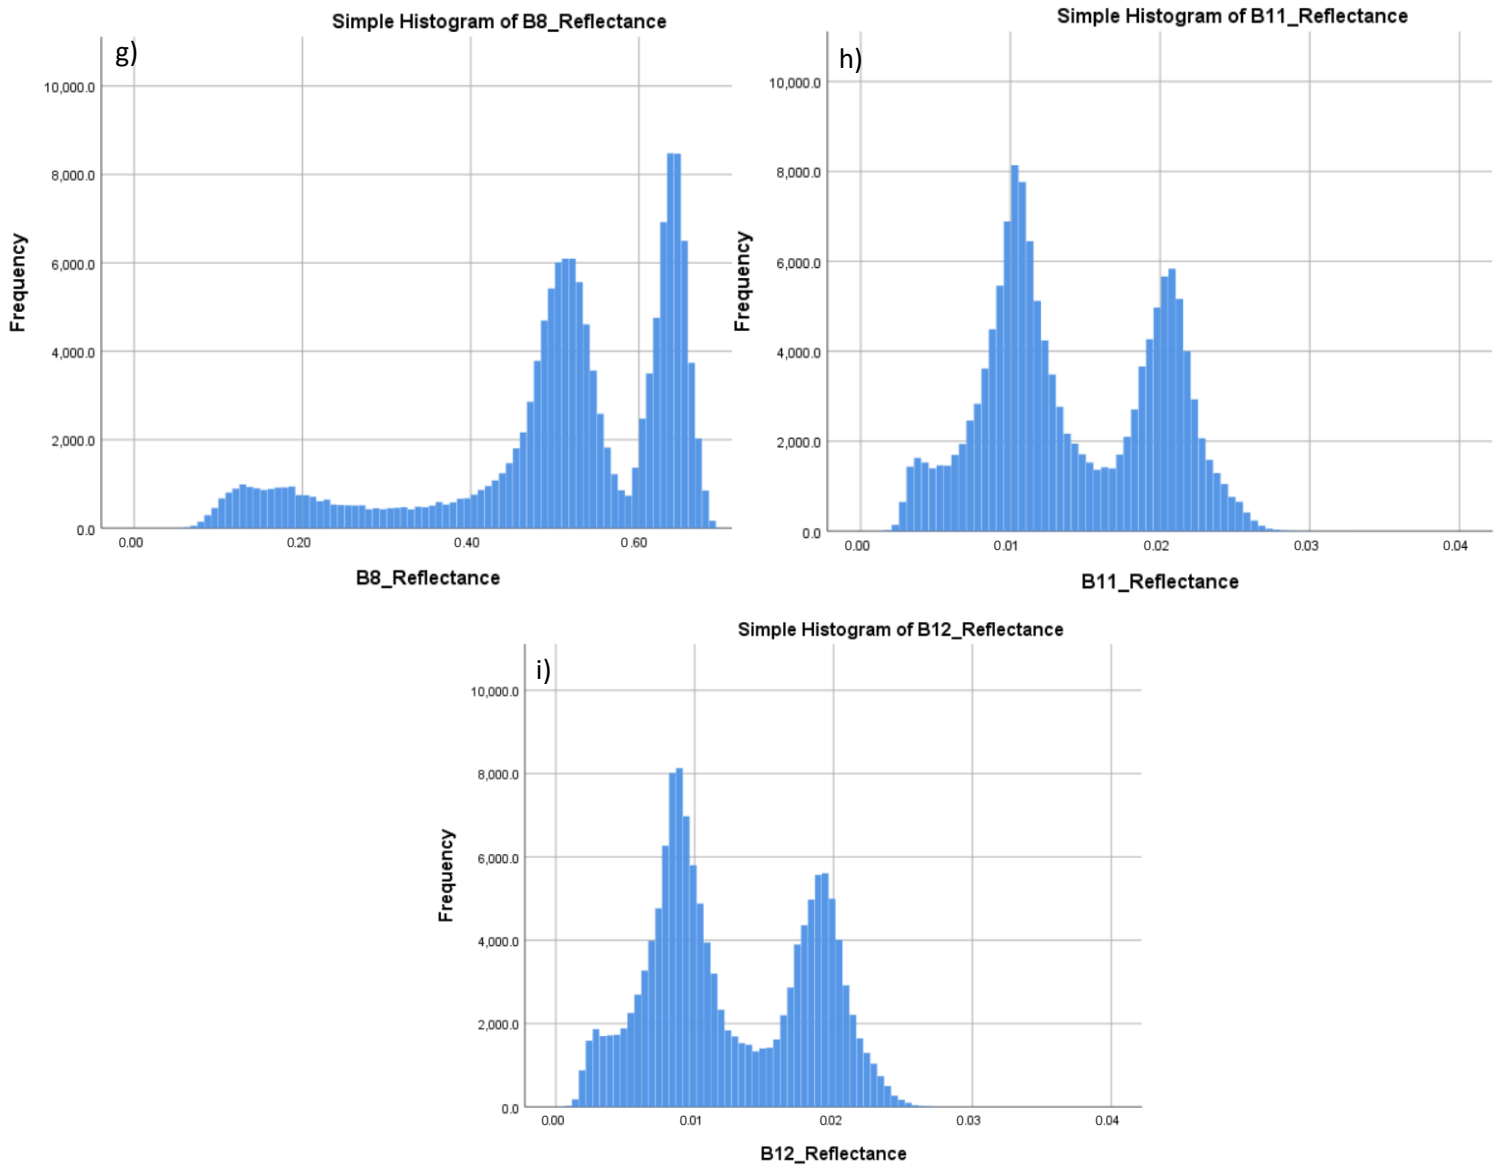 Simple Histogram of B8_Reflectance
g)
10,000.0
8,000.0
6,000.0
4,000.0
2,000.0
0.0
Frequency
0.00 0.20 0.40 0.60
B8_Reflectance
Simple Histogram of B11_Reflectance
h)
10,000.0
8,000.0
6,000.0
4,000.0
2,000.0
0.0
Frequency
0.00 0.01 0.02 0.03 0.04
B11_Reflectance
Simple Histogram of B12_Reflectance
i)
10,000.0
8,000.0
6,000.0
4,000.0
2,000.0
0.0
Frequency
0.00 0.01 0.02 0.03 0.04
B12_Reflectance